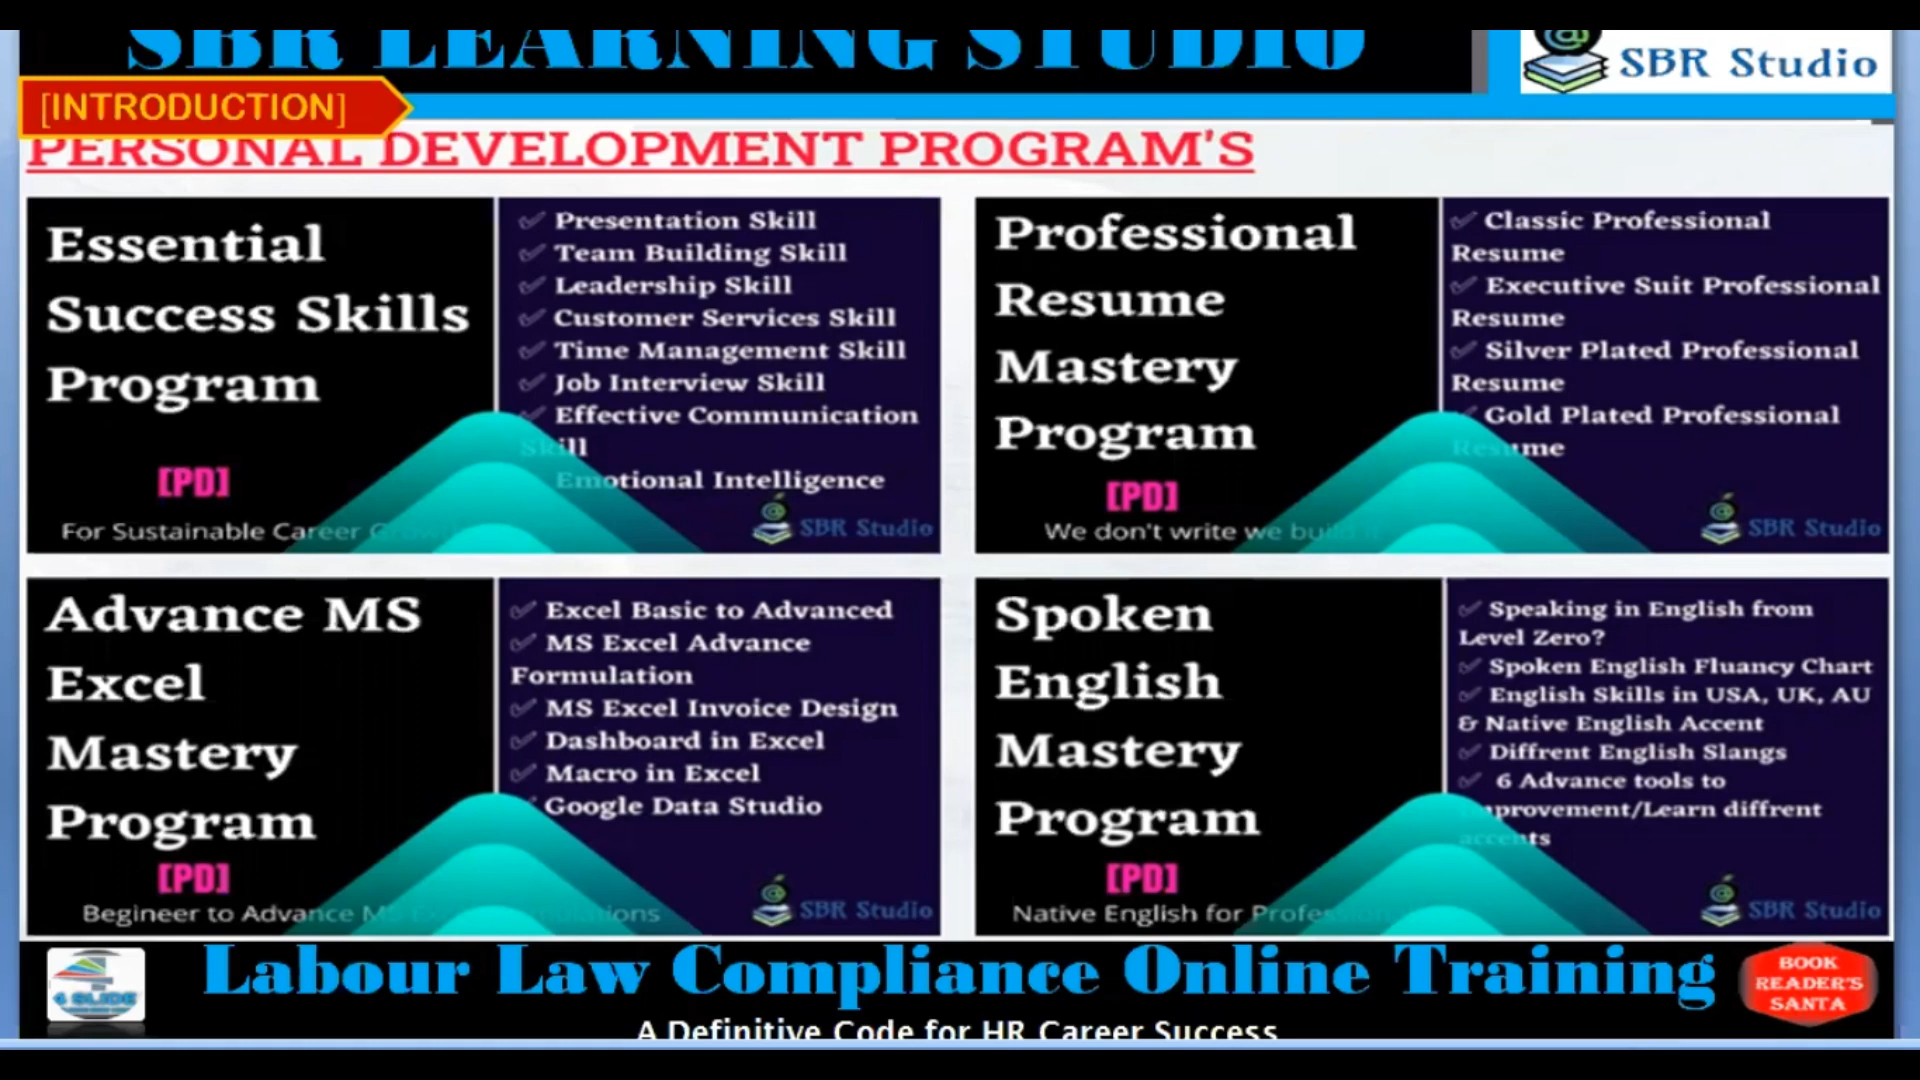 SBR LEARNING STUDIO
SBR Studio
[INTRODUCTION]
PERSONAL DEVELOPMENT PROGRAM'S
Essential
Success Skills
Program
[PD]
For Sustainable Career
✅ Presentation Skill
✅ Team Building Skill
✅ Leadership Skill
✅ Customer Services Skill
✅ Time Management Skill
✅ Job Interview Skill
✅ Effective Communication
Skill
Emotional Intelligence
SBR Studio
Professional
Resume
Mastery
Program
[PD]
We don't write we build
✅ Classic Professional
Resume
✅ Executive Suit Professional
Resume
✅ Silver Plated Professional
Resume
✅ Gold Plated Professional
Resume
SBR Studio
Advance MS
Excel
Mastery
Program
[PD]
Begineer to Advance MS
✅ Excel Basic to Advanced
✅ MS Excel Advance
Formulation
✅ MS Excel Invoice Design
✅ Dashboard in Excel
✅ Macro in Excel
✅ Google Data Studio
SBR Studio
Spoken
English
Mastery
Program
[PD]
Native English for
✅ Speaking in English from
Level Zero?
✅ Spoken English Fluancy Chart
✅ English Skills in USA, UK, AU
& Native English Accent
✅ Diffrent English Slangs
✅ 6 Advance tools to
improvement/Learn diffrent
accents
SBR Studio
4 SLIDE
Labour Law Compliance Online Training
A Definitive Code for HR Career Success
BOOK
READER'S
SANTA